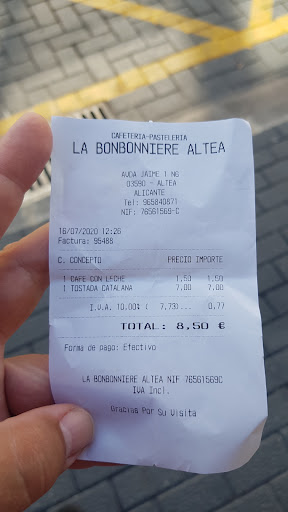 CAFETERIA-PASTELERIA
LA BONBONNIERE ALTEA
AVDA JAIME 1 NG
03590 - ALTEA
ALICANTE
Tel: 965840871
NIF: 76561569-C
16/07/2020 12:26
Factura: 95488
C. CONCEPTO PRECIO IMPORTE
1 CAFE CON LECHE 1,50 1,50
1 TOSTADA CATALANA 7,00 7,00
I.V.A. 10.00% ( 7,73)... 0,77
TOTAL: 8,50 €
Forma de pago: Efectivo
LA BONBONNIERE ALTEA NIF 76561569C
IVA Incl.
Gracias Por Su Visita